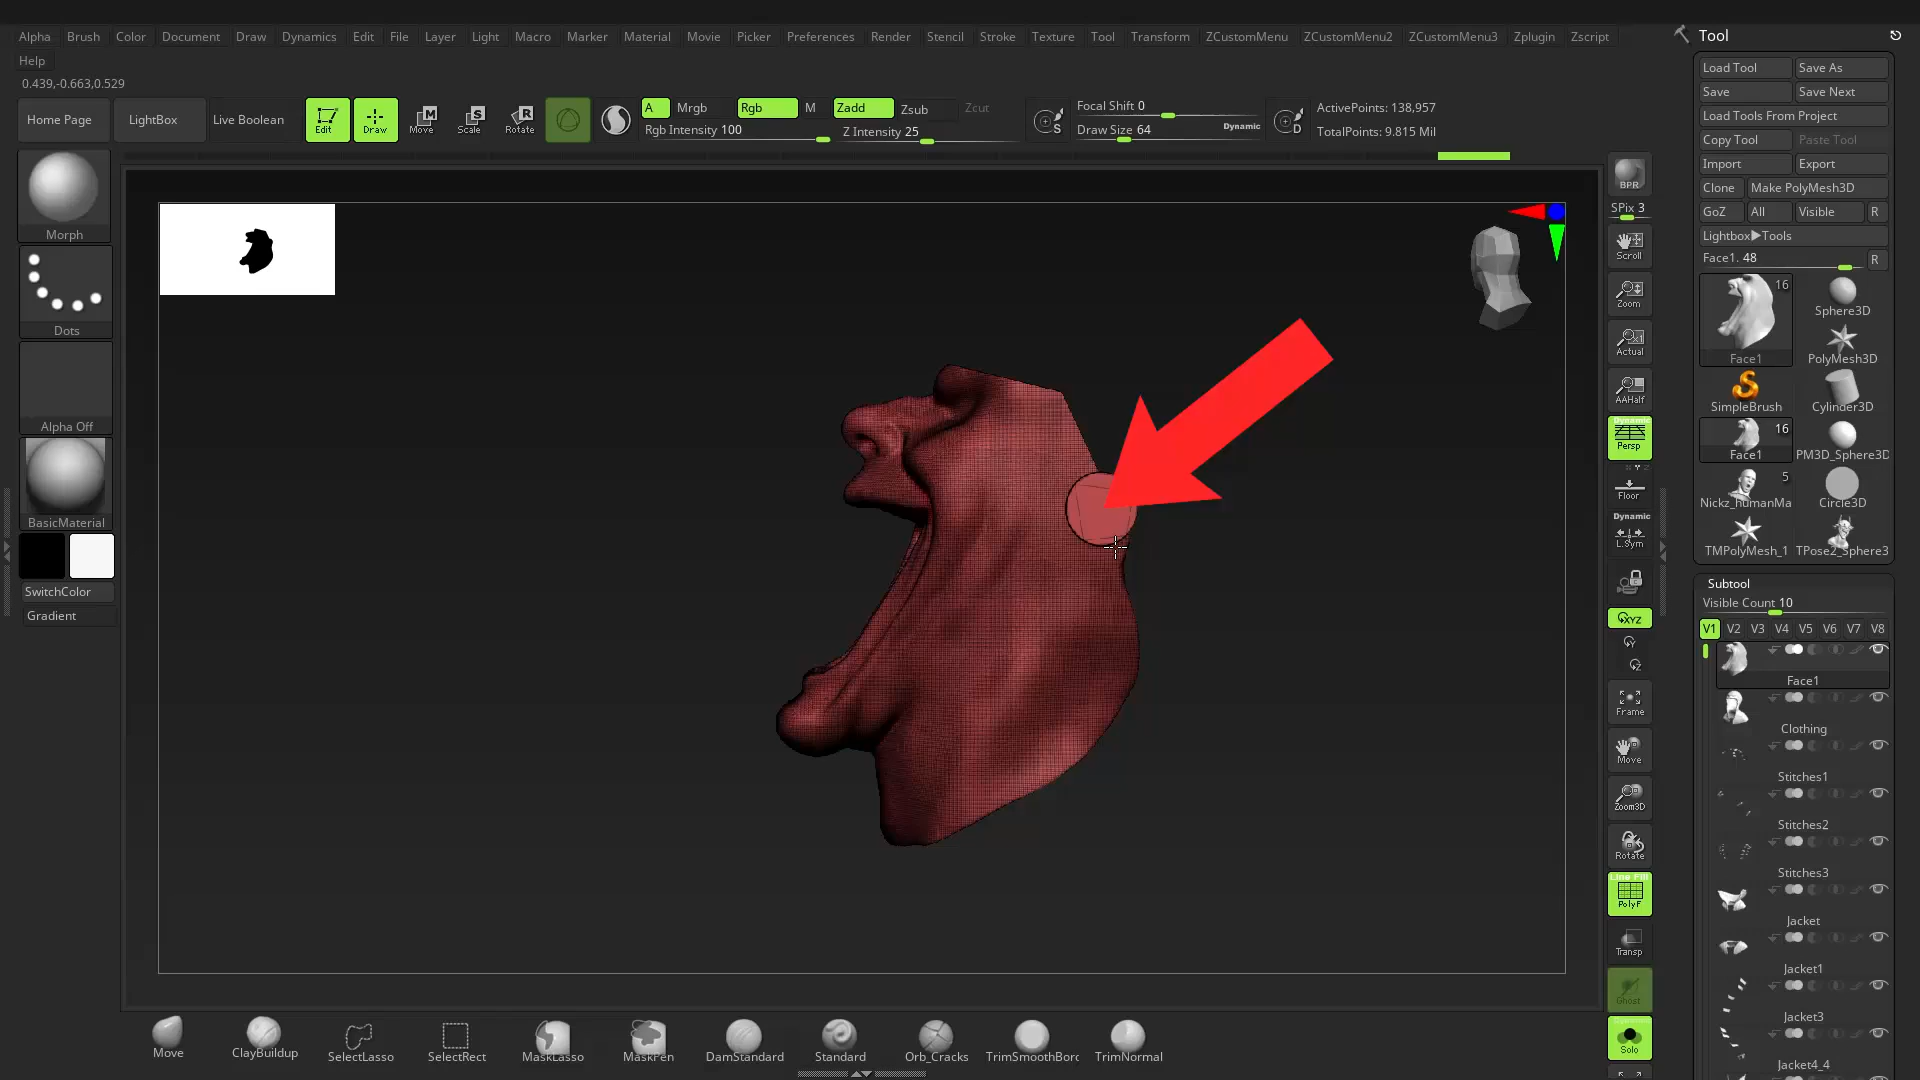 Tool
Alpha Brush Color Document Draw Dynamics Edit File Layer Light Macro Marker Material Movie Picker Preferences Render Stencil Stroke Texture Tool Transform ZCustomMenu ZCustomMenu2 ZCustomMenu3 Zplugin Zscript
Help
0.439,-0.663,0.529
Home Page LightBox Live Boolean Edit Draw Move Scale Rotate
A Mrgb Rgb M Zadd Zsub Zcut
Rgb Intensity 100 Z Intensity 25
Focal Shift 0
Draw Size 64 Dynamic
ActivePoints: 138,957
TotalPoints: 9.815 Mil
Morph
Dots
Alpha Off
BasicMaterial
SwitchColor
Gradient
BPR
SPix 3
Scroll
Zoom
Actual
AAHalf
Dynamic
Persp
Floor
Dynamic
L.Sym
XYZ
Y
Z
Frame
Move
Zoom3D
Rotate
Line Fill
PolyF
Transp
Ghost
Dynamic
Solo
Load Tool Save As
Save Save Next
Load Tools From Project
Copy Tool Paste Tool
Import Export
Clone Make PolyMesh3D
GoZ All Visible R
Lightbox▶Tools
Face1. 48 R
16
Face1 Sphere3D
PolyMesh3D
SimpleBrush Cylinder3D
16
Face1 PM3D_Sphere3D
5
Nickz_humanMa Circle3D
TMPolyMesh_1 TPose2_Sphere3
Subtool
Visible Count 10
V1 V2 V3 V4 V5 V6 V7 V8
Face1
Clothing
Stitches1
Stitches2
Stitches3
Jacket
Jacket1
Jacket3
Jacket4_4
Move ClayBuildup SelectLasso SelectRect MaskLasso MaskPen DamStandard Standard Orb_Cracks TrimSmoothBorc TrimNormal